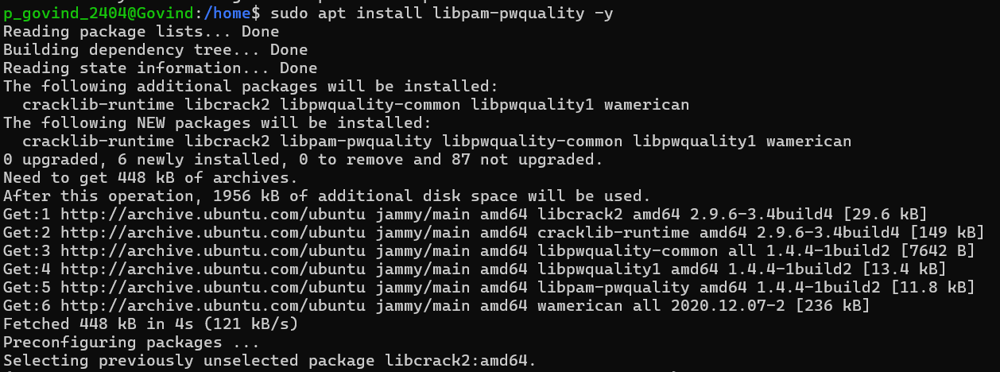 p_govind_2404@Govind:/home$ sudo apt install libpam-pwquality -y
Reading package lists... Done
Building dependency tree... Done
Reading state information... Done
The following additional packages will be installed:
  cracklib-runtime libcrack2 libpwquality-common libpwquality1 wamerican
The following NEW packages will be installed:
  cracklib-runtime libcrack2 libpam-pwquality libpwquality-common libpwquality1 wamerican
0 upgraded, 6 newly installed, 0 to remove and 87 not upgraded.
Need to get 448 kB of archives.
After this operation, 1956 kB of additional disk space will be used.
Get:1 http://archive.ubuntu.com/ubuntu jammy/main amd64 libcrack2 amd64 2.9.6-3.4build4 [29.6 kB]
Get:2 http://archive.ubuntu.com/ubuntu jammy/main amd64 cracklib-runtime amd64 2.9.6-3.4build4 [149 kB]
Get:3 http://archive.ubuntu.com/ubuntu jammy/main amd64 libpwquality-common all 1.4.4-1build2 [7642 B]
Get:4 http://archive.ubuntu.com/ubuntu jammy/main amd64 libpwquality1 amd64 1.4.4-1build2 [13.4 kB]
Get:5 http://archive.ubuntu.com/ubuntu jammy/main amd64 libpam-pwquality amd64 1.4.4-1build2 [11.8 kB]
Get:6 http://archive.ubuntu.com/ubuntu jammy/main amd64 wamerican all 2020.12.07-2 [236 kB]
Fetched 448 kB in 4s (121 kB/s)
Preconfiguring packages ...
Selecting previously unselected package libcrack2:amd64.